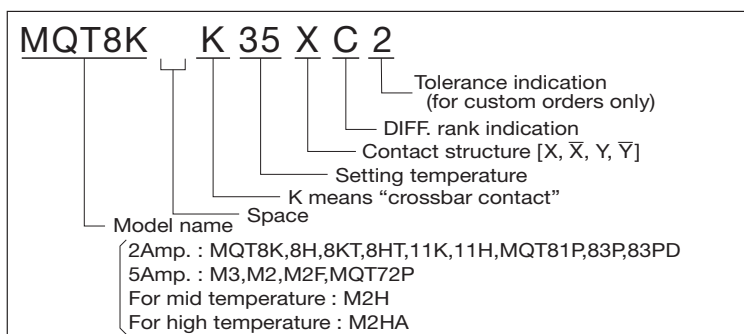 MQT8K K 35 X C 2
Tolerance indication
(for custom orders only)
DIFF. rank indication
Contact structure [X, X̅, Y, Y̅]
Setting temperature
K means “crossbar contact”
Space
Model name
2Amp. : MQT8K,8H,8KT,8HT,11K,11H,MQT81P,83P,83PD
5Amp. : M3,M2,M2F,MQT72P
For mid temperature : M2H
For high temperature : M2HA